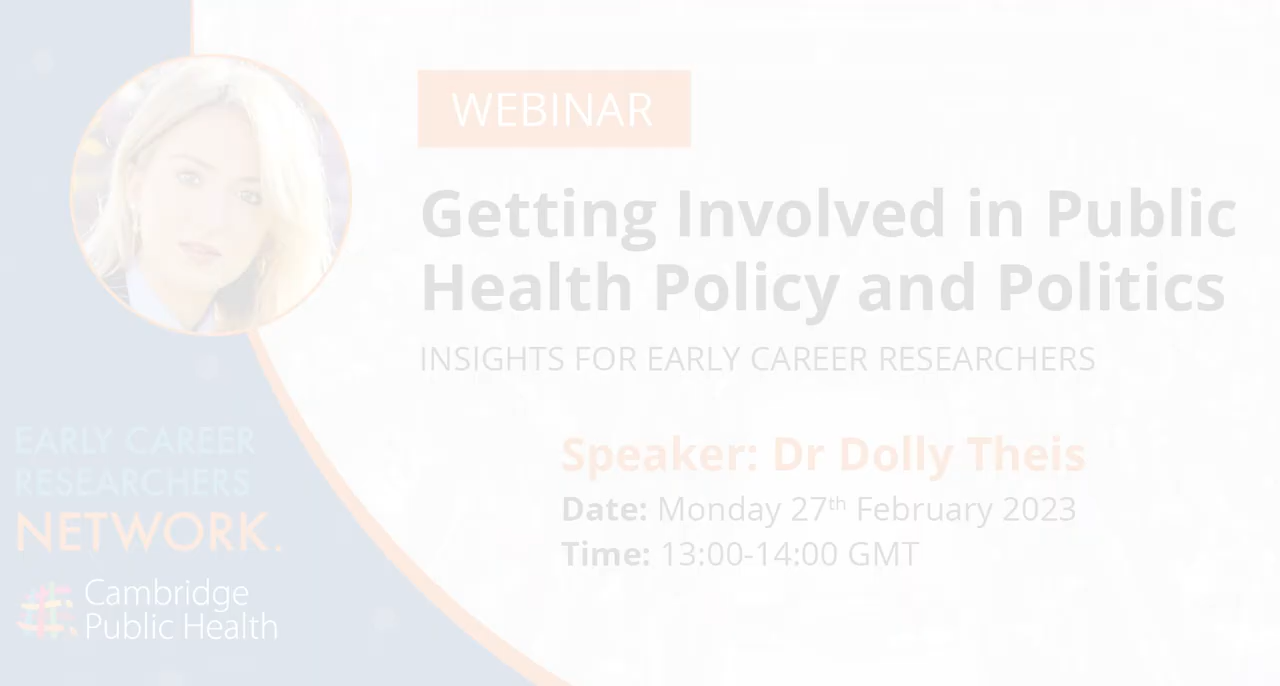 WEBINAR
Getting Involved in Public
Health Policy and Politics
INSIGHTS FOR EARLY CAREER RESEARCHERS
Speaker: Dr Dolly Theis
Date: Monday 27th February 2023
Time: 13:00-14:00 GMT
EARLY CAREER
RESEARCHERS
NETWORK.
Cambridge
Public Health